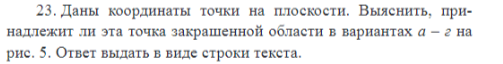 23. Даны координаты точки на плоскости. Выяснить, при-
надлежит ли эта точка закрашенной области в вариантах а – г на
рис. 5. Ответ выдать в виде строки текста.